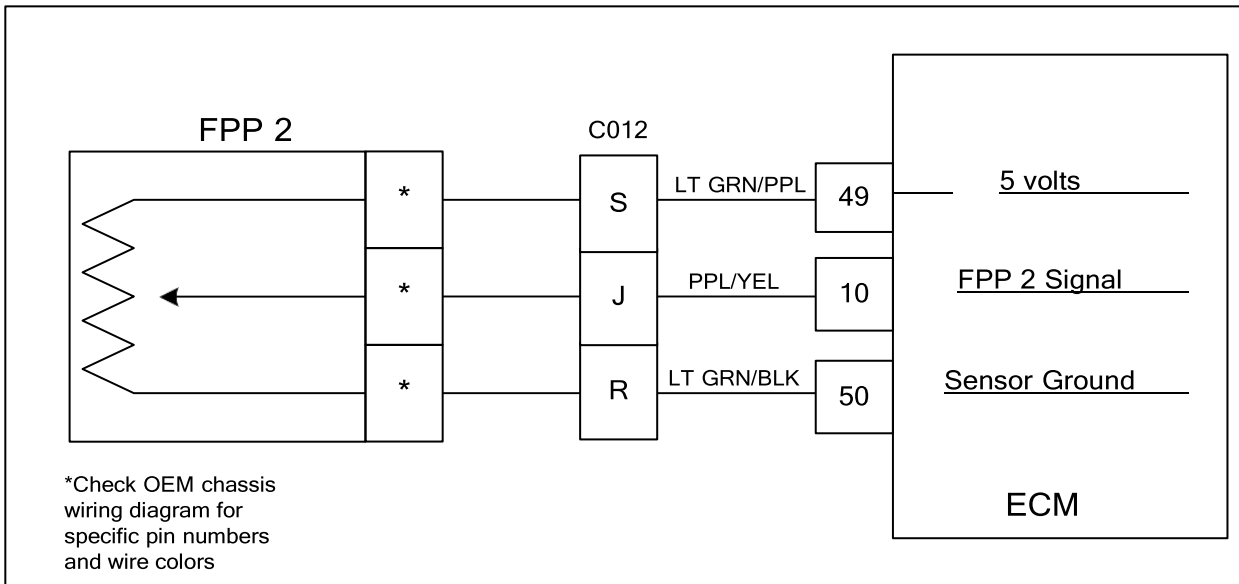 FPP 2
C012
*
S
LT GRN/PPL
49
5 volts
*
J
PPL/YEL
10
FPP 2 Signal
*
R
LT GRN/BLK
50
Sensor Ground
ECM
*Check OEM chassis
wiring diagram for
specific pin numbers
and wire colors